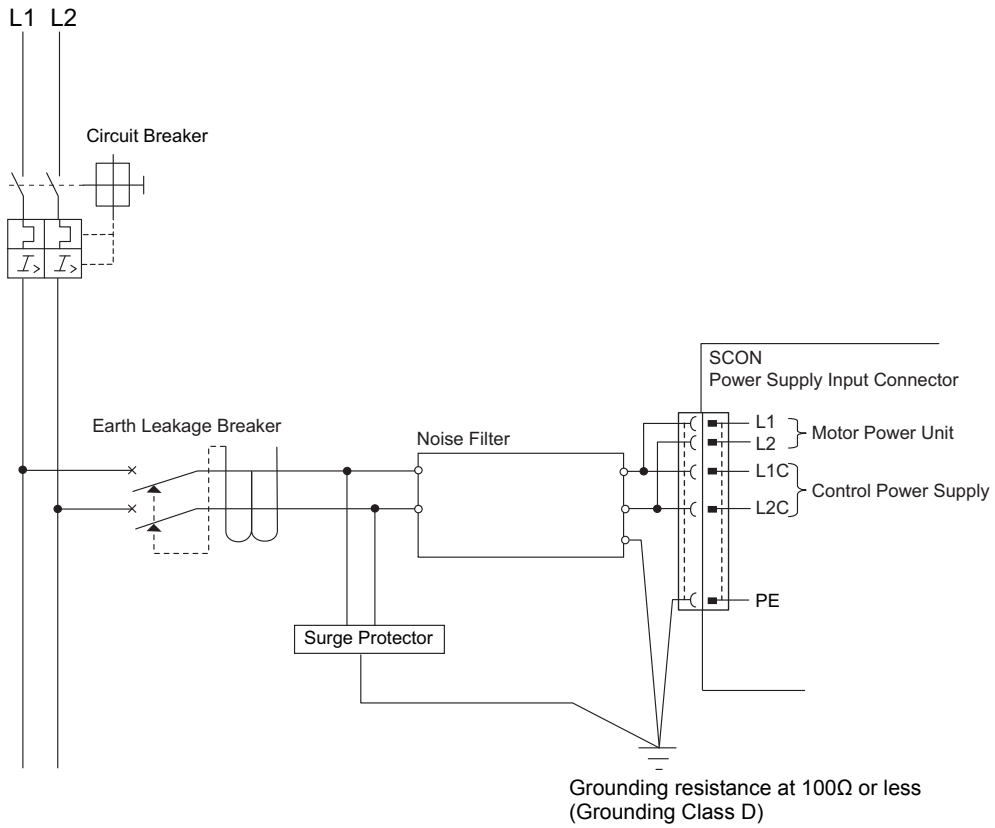 L1 L2
Circuit Breaker
I> I>
SCON
Power Supply Input Connector
L1
L2
Motor Power Unit
L1C
L2C
Control Power Supply
PE
Earth Leakage Breaker
Noise Filter
Surge Protector
Grounding resistance at 100Ω or less
(Grounding Class D)